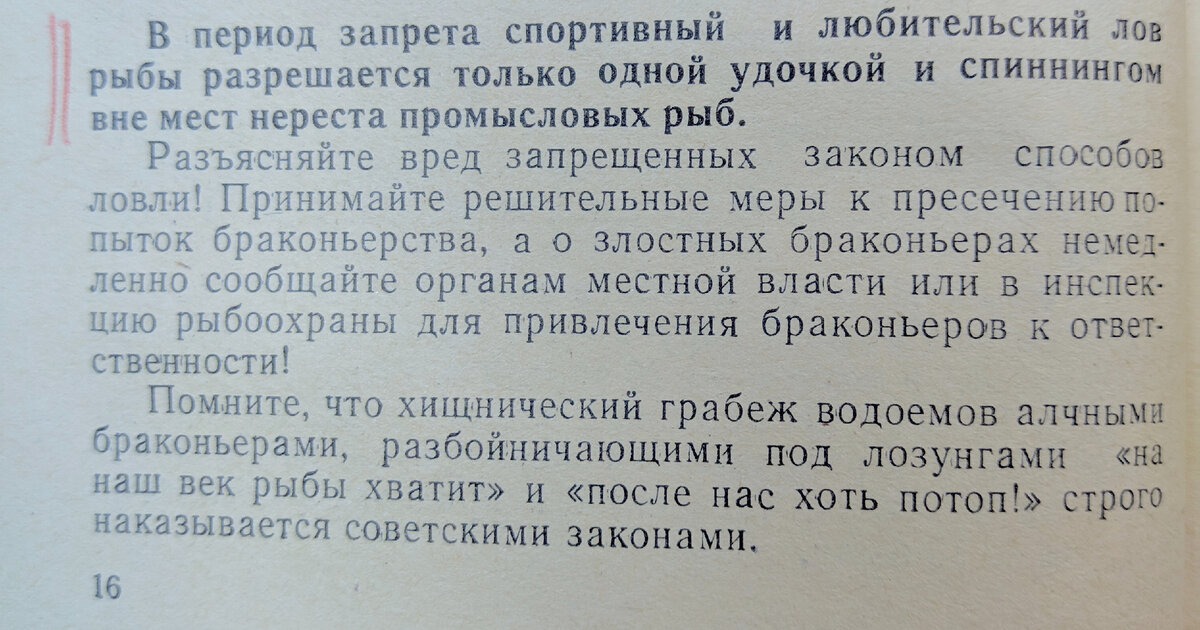 В период запрета спортивный и любительский лов
рыбы разрешается только одной удочкой и спиннингом
вне мест нереста промысловых рыб.
Разъясняйте вред запрещенных законом способов
ловли! Принимайте решительные меры к пресечению по-
пыток браконьерства, а о злостных браконьерах немед-
ленно сообщайте органам местной власти или в инспек-
цию рыбоохраны для привлечения браконьеров к ответ-
ственности!
Помните, что хищнический грабеж водоемов алчными
браконьерами, разбойничающими под лозунгами «на
наш век рыбы хватит» и «после нас хоть потоп!» строго
наказывается советскими законами.
16